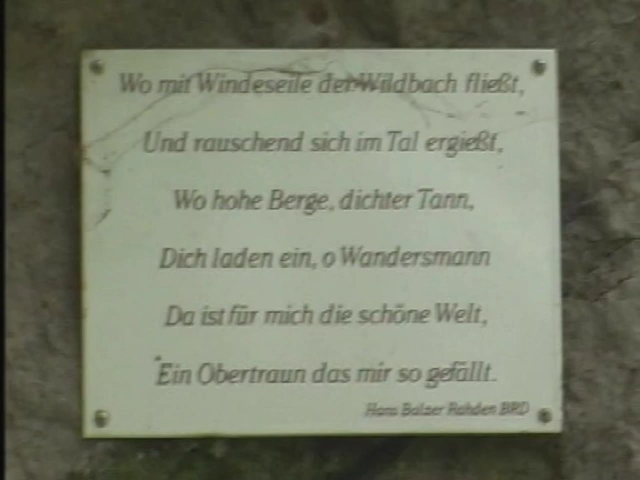 Wo mit Windeseile der Wildbach fließt,
Und rauschend sich im Tal ergießt,
Wo hohe Berge, dichter Tann,
Dich laden ein, o Wandersmann
Da ist für mich die schöne Welt,
Ein Obertraun das mir so gefällt.
Hans Balzer Rahden BRD